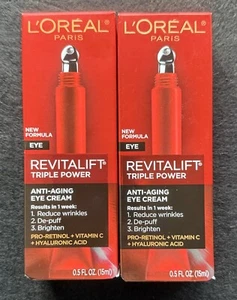 L'ORÉAL
PARIS
NEW
FORMULA
EYE
REVITALIFT®
TRIPLE POWER
ANTI-AGING
EYE CREAM
Results in 1 week:
1. Reduce wrinkles
2. De-puff
3. Brighten
PRO-RETINOL + VITAMIN C
+ HYALURONIC ACID
0.5 FL. OZ. (15ml)
L'ORÉAL
PARIS
NEW
FORMULA
EYE
REVITALIFT®
TRIPLE POWER
ANTI-AGING
EYE CREAM
Results in 1 week:
1. Reduce wrinkles
2. De-puff
3. Brighten
PRO-RETINOL + VITAMIN C
+ HYALURONIC ACID
0.5 FL. OZ. (15ml)